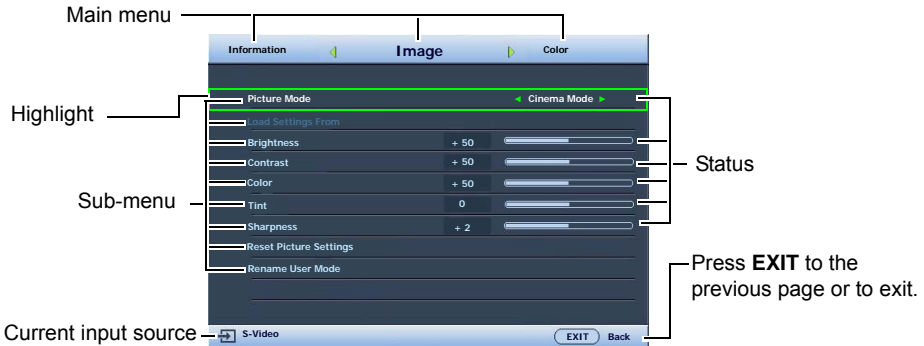 Main menu
Information Image Color
Highlight
Picture Mode Cinema Mode
Load Settings From
Brightness + 50
Contrast + 50
Status
Color + 50
Sub-menu
Tint 0
Sharpness + 2
Reset Picture Settings
Rename User Mode
Press EXIT to the
previous page or to exit.
Current input source
S-Video EXIT Back